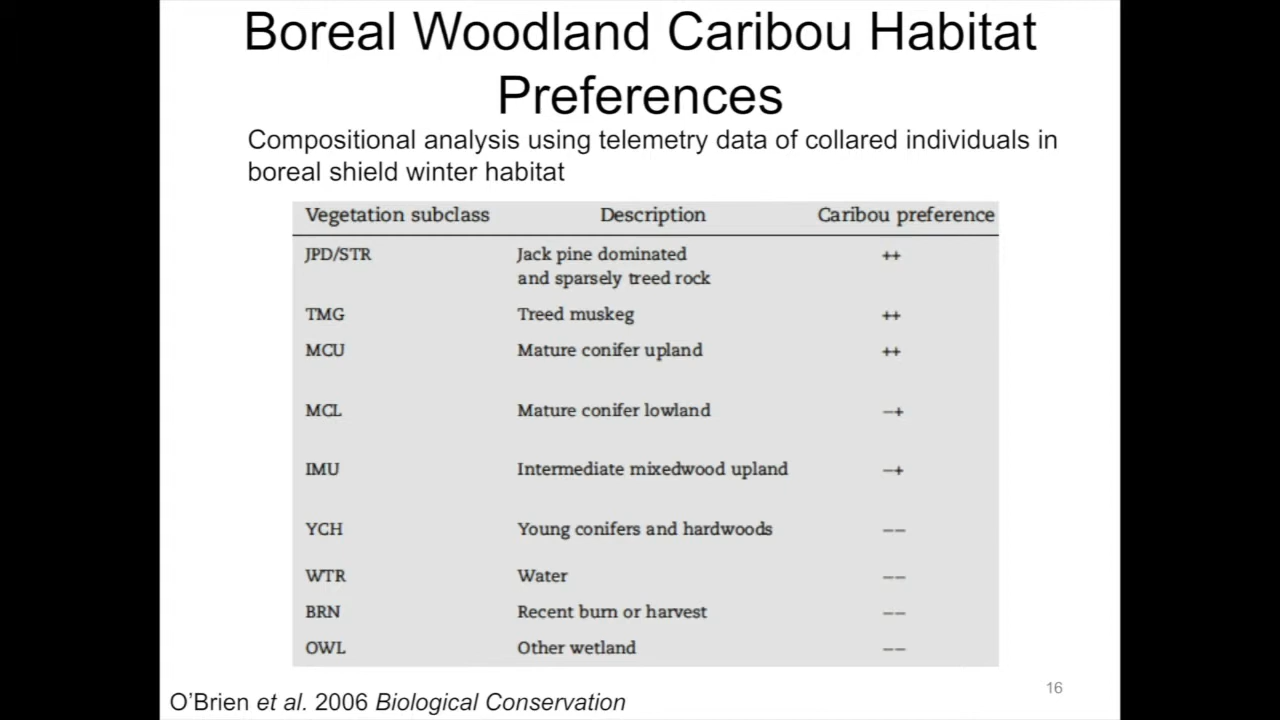 Boreal Woodland Caribou Habitat
Preferences
Compositional analysis using telemetry data of collared individuals in
boreal shield winter habitat
Vegetation subclass Description Caribou preference
JPD/STR Jack pine dominated ++
and sparsely treed rock
TMG Treed muskeg ++
MCU Mature conifer upland ++
MCL Mature conifer lowland –+
IMU Intermediate mixedwood upland –+
YCH Young conifers and hardwoods ––
WTR Water ––
BRN Recent burn or harvest ––
OWL Other wetland ––
16
O’Brien et al. 2006 Biological Conservation